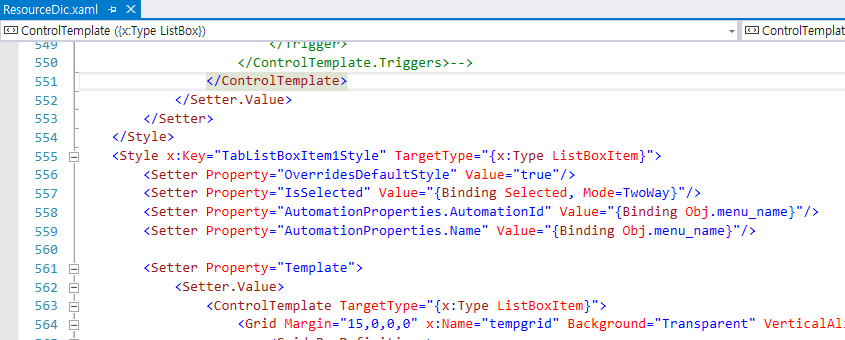 ResourceDic.xaml
ControlTemplate ({x:Type ListBox})
ControlTemplat
549 </Trigger>
550 </ControlTemplate.Triggers>-->
551 </ControlTemplate>
552 </Setter.Value>
553 </Setter>
554 </Style>
555 <Style x:Key="TabListBoxItem1Style" TargetType="{x:Type ListBoxItem}">
556 <Setter Property="OverridesDefaultStyle" Value="true"/>
557 <Setter Property="IsSelected" Value="{Binding Selected, Mode=TwoWay}"/>
558 <Setter Property="AutomationProperties.AutomationId" Value="{Binding Obj.menu_name}"/>
559 <Setter Property="AutomationProperties.Name" Value="{Binding Obj.menu_name}"/>
560
561 <Setter Property="Template">
562 <Setter.Value>
563 <ControlTemplate TargetType="{x:Type ListBoxItem}">
564 <Grid Margin="15,0,0,0" x:Name="tempgrid" Background="Transparent" VerticalAli